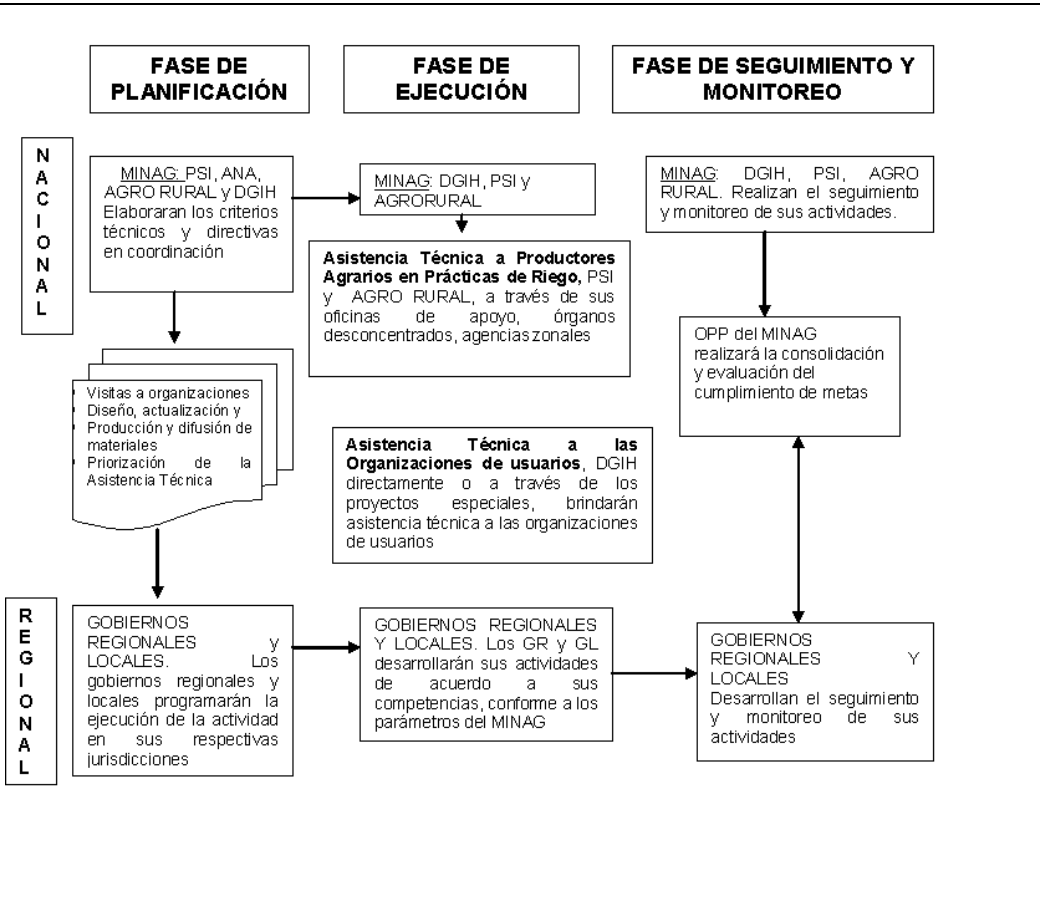 FASE DE
PLANIFICACIÓN
FASE DE
EJECUCIÓN
FASE DE SEGUIMIENTO Y
MONITOREO
N
A
C
I
O
N
A
L
MINAG: PSI, ANA,
AGRO RURAL y DGIH
Elaboraran los criterios
técnicos y directivas
en coordinación
MINAG: DGIH, PSI y
AGRORURAL
MINAG: DGIH, PSI, AGRO
RURAL. Realizan el seguimiento
y monitoreo de sus actividades.
Asistencia Técnica a Productores
Agrarios en Prácticas de Riego, PSI
y AGRO RURAL, a través de sus
oficinas de apoyo, órganos
desconcentrados, agencias zonales
OPP del MINAG
realizará la consolidación
y evaluación del
cumplimiento de metas
Visitas a organizaciones
Diseño, actualización y
Producción y difusión de
materiales
Priorización de la
Asistencia Técnica
Asistencia Técnica a las
Organizaciones de usuarios, DGIH
directamente o a través de los
proyectos especiales, brindarán
asistencia técnica a las organizaciones
de usuarios
R
E
G
I
O
N
A
L
GOBIERNOS
REGIONALES y
LOCALES. Los
gobiernos regionales y
locales programarán la
ejecución de la actividad
en sus respectivas
jurisdicciones
GOBIERNOS REGIONALES
Y LOCALES. Los GR y GL
desarrollarán sus actividades
de acuerdo a sus
competencias, conforme a los
parámetros del MINAG
GOBIERNOS
REGIONALES Y
LOCALES
Desarrollan el seguimiento
y monitoreo de sus
actividades